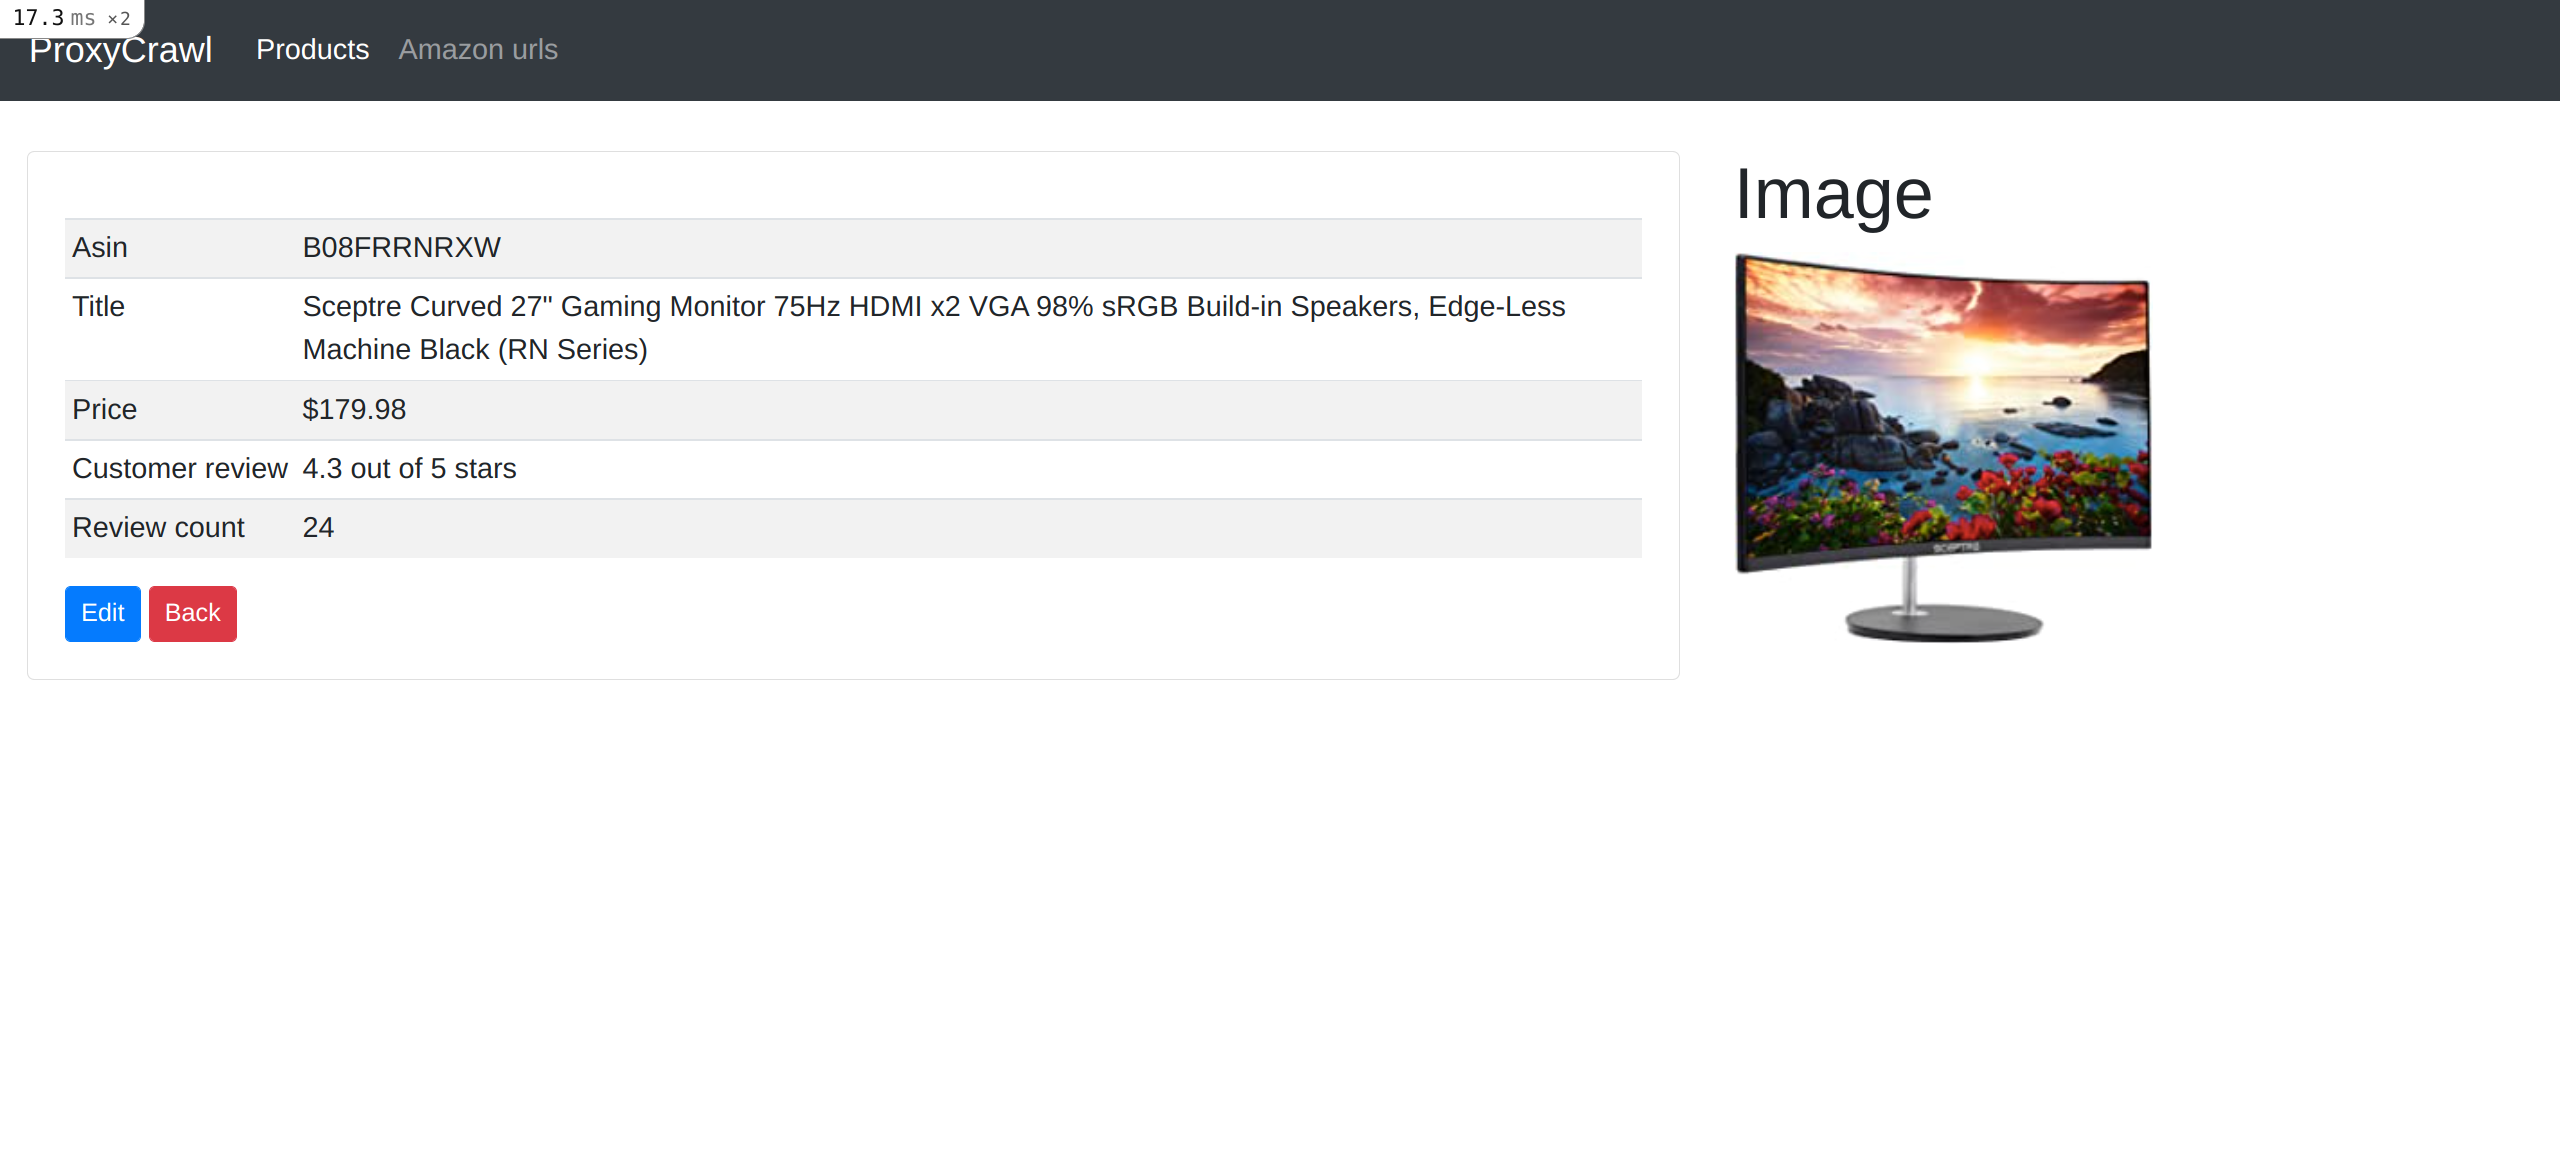 17.3 ms ×2
ProxyCrawl Products Amazon urls
Image
Asin B08FRRNRXW
Title Sceptre Curved 27" Gaming Monitor 75Hz HDMI x2 VGA 98% sRGB Build-in Speakers, Edge-Less
Machine Black (RN Series)
Price $179.98
Customer review 4.3 out of 5 stars
Review count 24
Edit Back
SCEPTRE